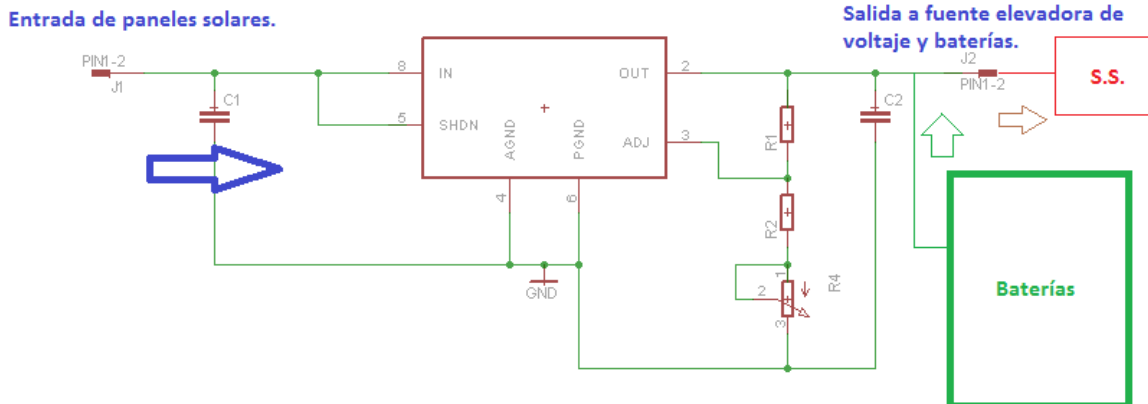 Entrada de paneles solares.
Salida a fuente elevadora de
voltaje y baterías.
PIN1-2
J1
C1
8
IN
5
SHDN
AGND
PGND
4
6
OUT
2
ADJ
3
GND
R1
R2
1
2
3
R4
C2
J2
PIN1-2
S.S.
Baterías